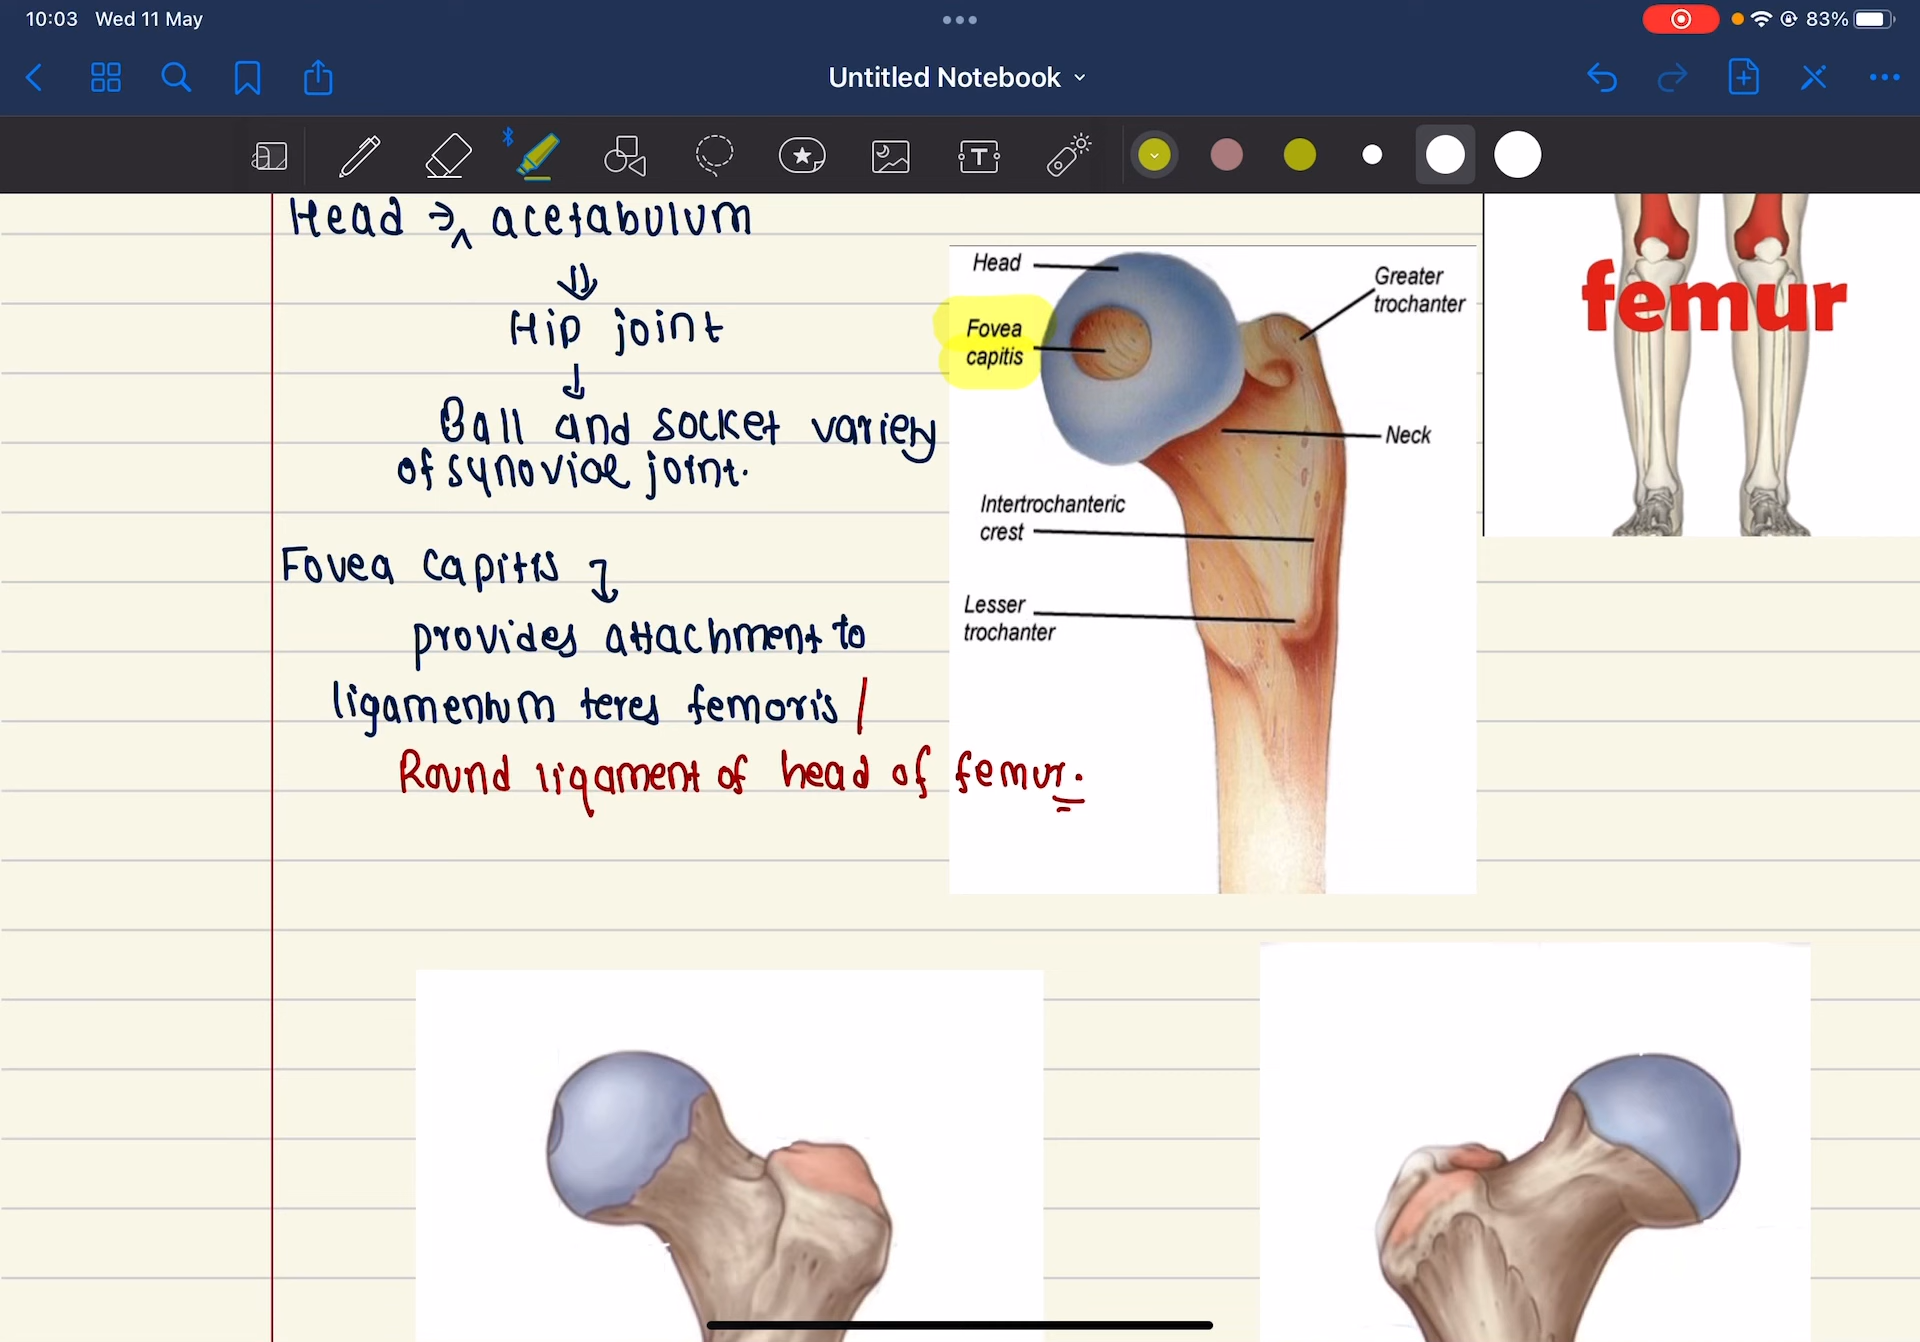 10:03 Wed 11 May
83%
Untitled Notebook
Head → acetabulum
Hip joint
Ball and socket variety
of synovial joint.
Fovea capitis
provides attachment to
ligamentum teres femoris /
Round ligament of head of femur.
Head
Fovea
capitis
Greater
trochanter
Neck
Intertrochanteric
crest
Lesser
trochanter
femur